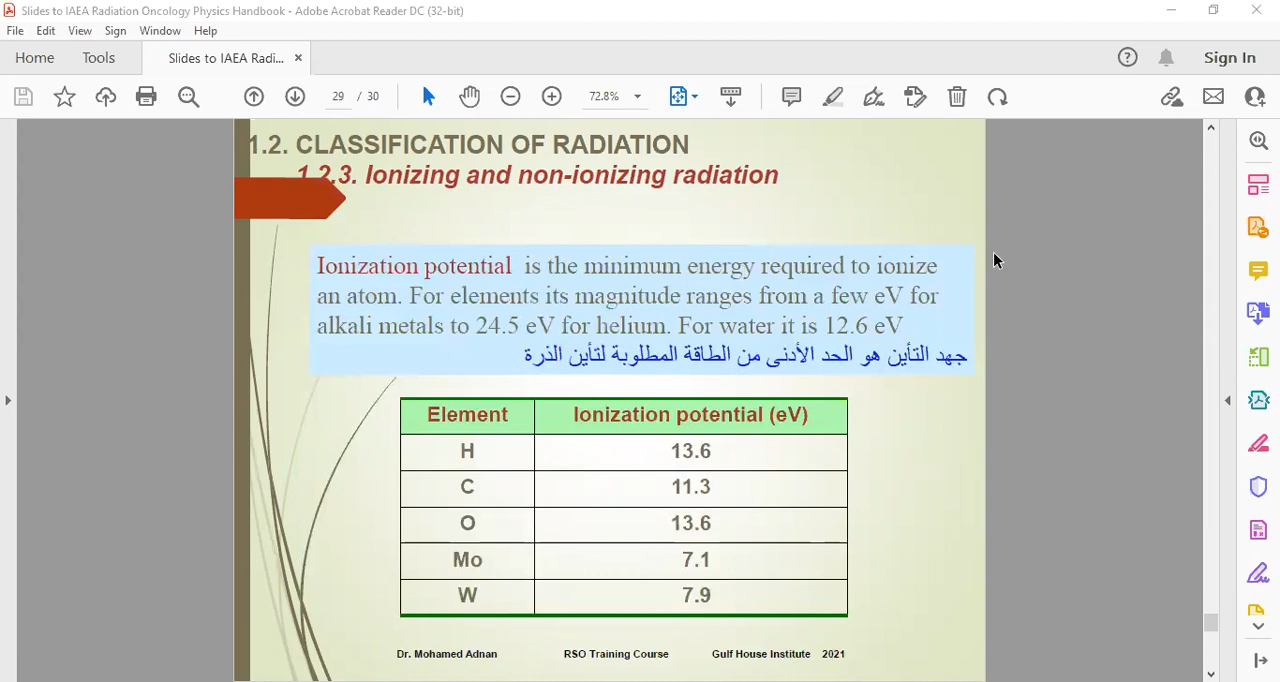 Slides to IAEA Radiation Oncology Physics Handbook - Adobe Acrobat Reader DC (32-bit)
File Edit View Sign Window Help
Home Tools Slides to IAEA Radi... × Sign In
29 / 30 72.8%
1.2. CLASSIFICATION OF RADIATION
1.2.3. Ionizing and non-ionizing radiation
Ionization potential is the minimum energy required to ionize
an atom. For elements its magnitude ranges from a few eV for
alkali metals to 24.5 eV for helium. For water it is 12.6 eV
جهد التأين هو الحد الأدنى من الطاقة المطلوبة لتأين الذرة
Element Ionization potential (eV)
H 13.6
C 11.3
O 13.6
Mo 7.1
W 7.9
Dr. Mohamed Adnan RSO Training Course Gulf House Institute 2021